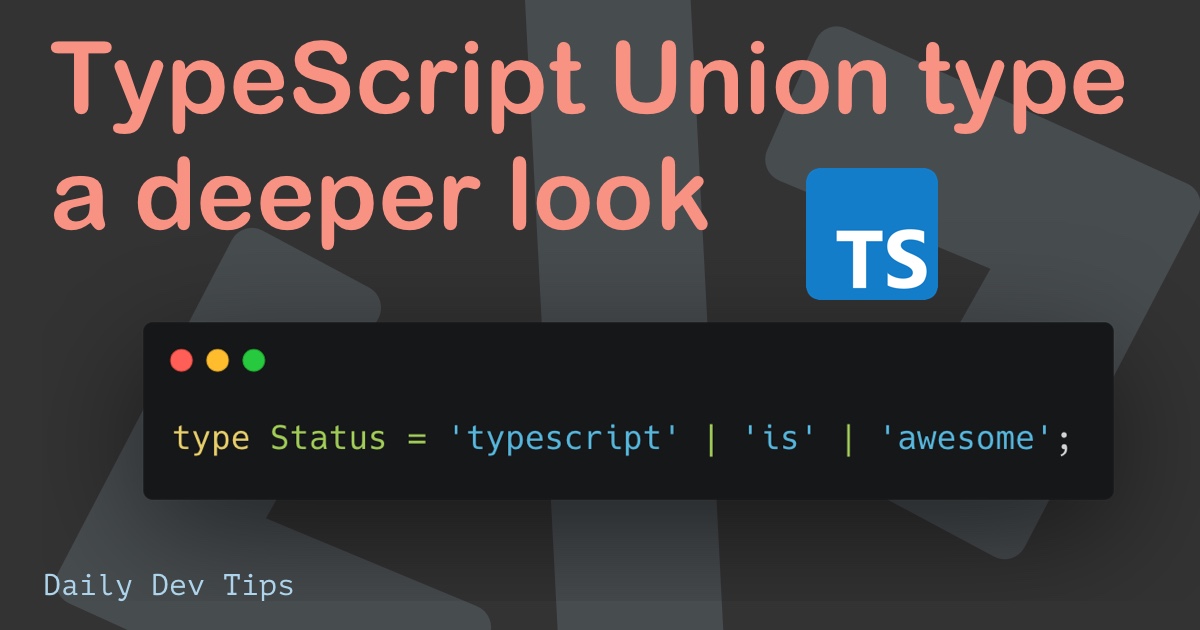 TypeScript Union type
a deeper look
TS
type Status = 'typescript' | 'is' | 'awesome';
Daily Dev Tips